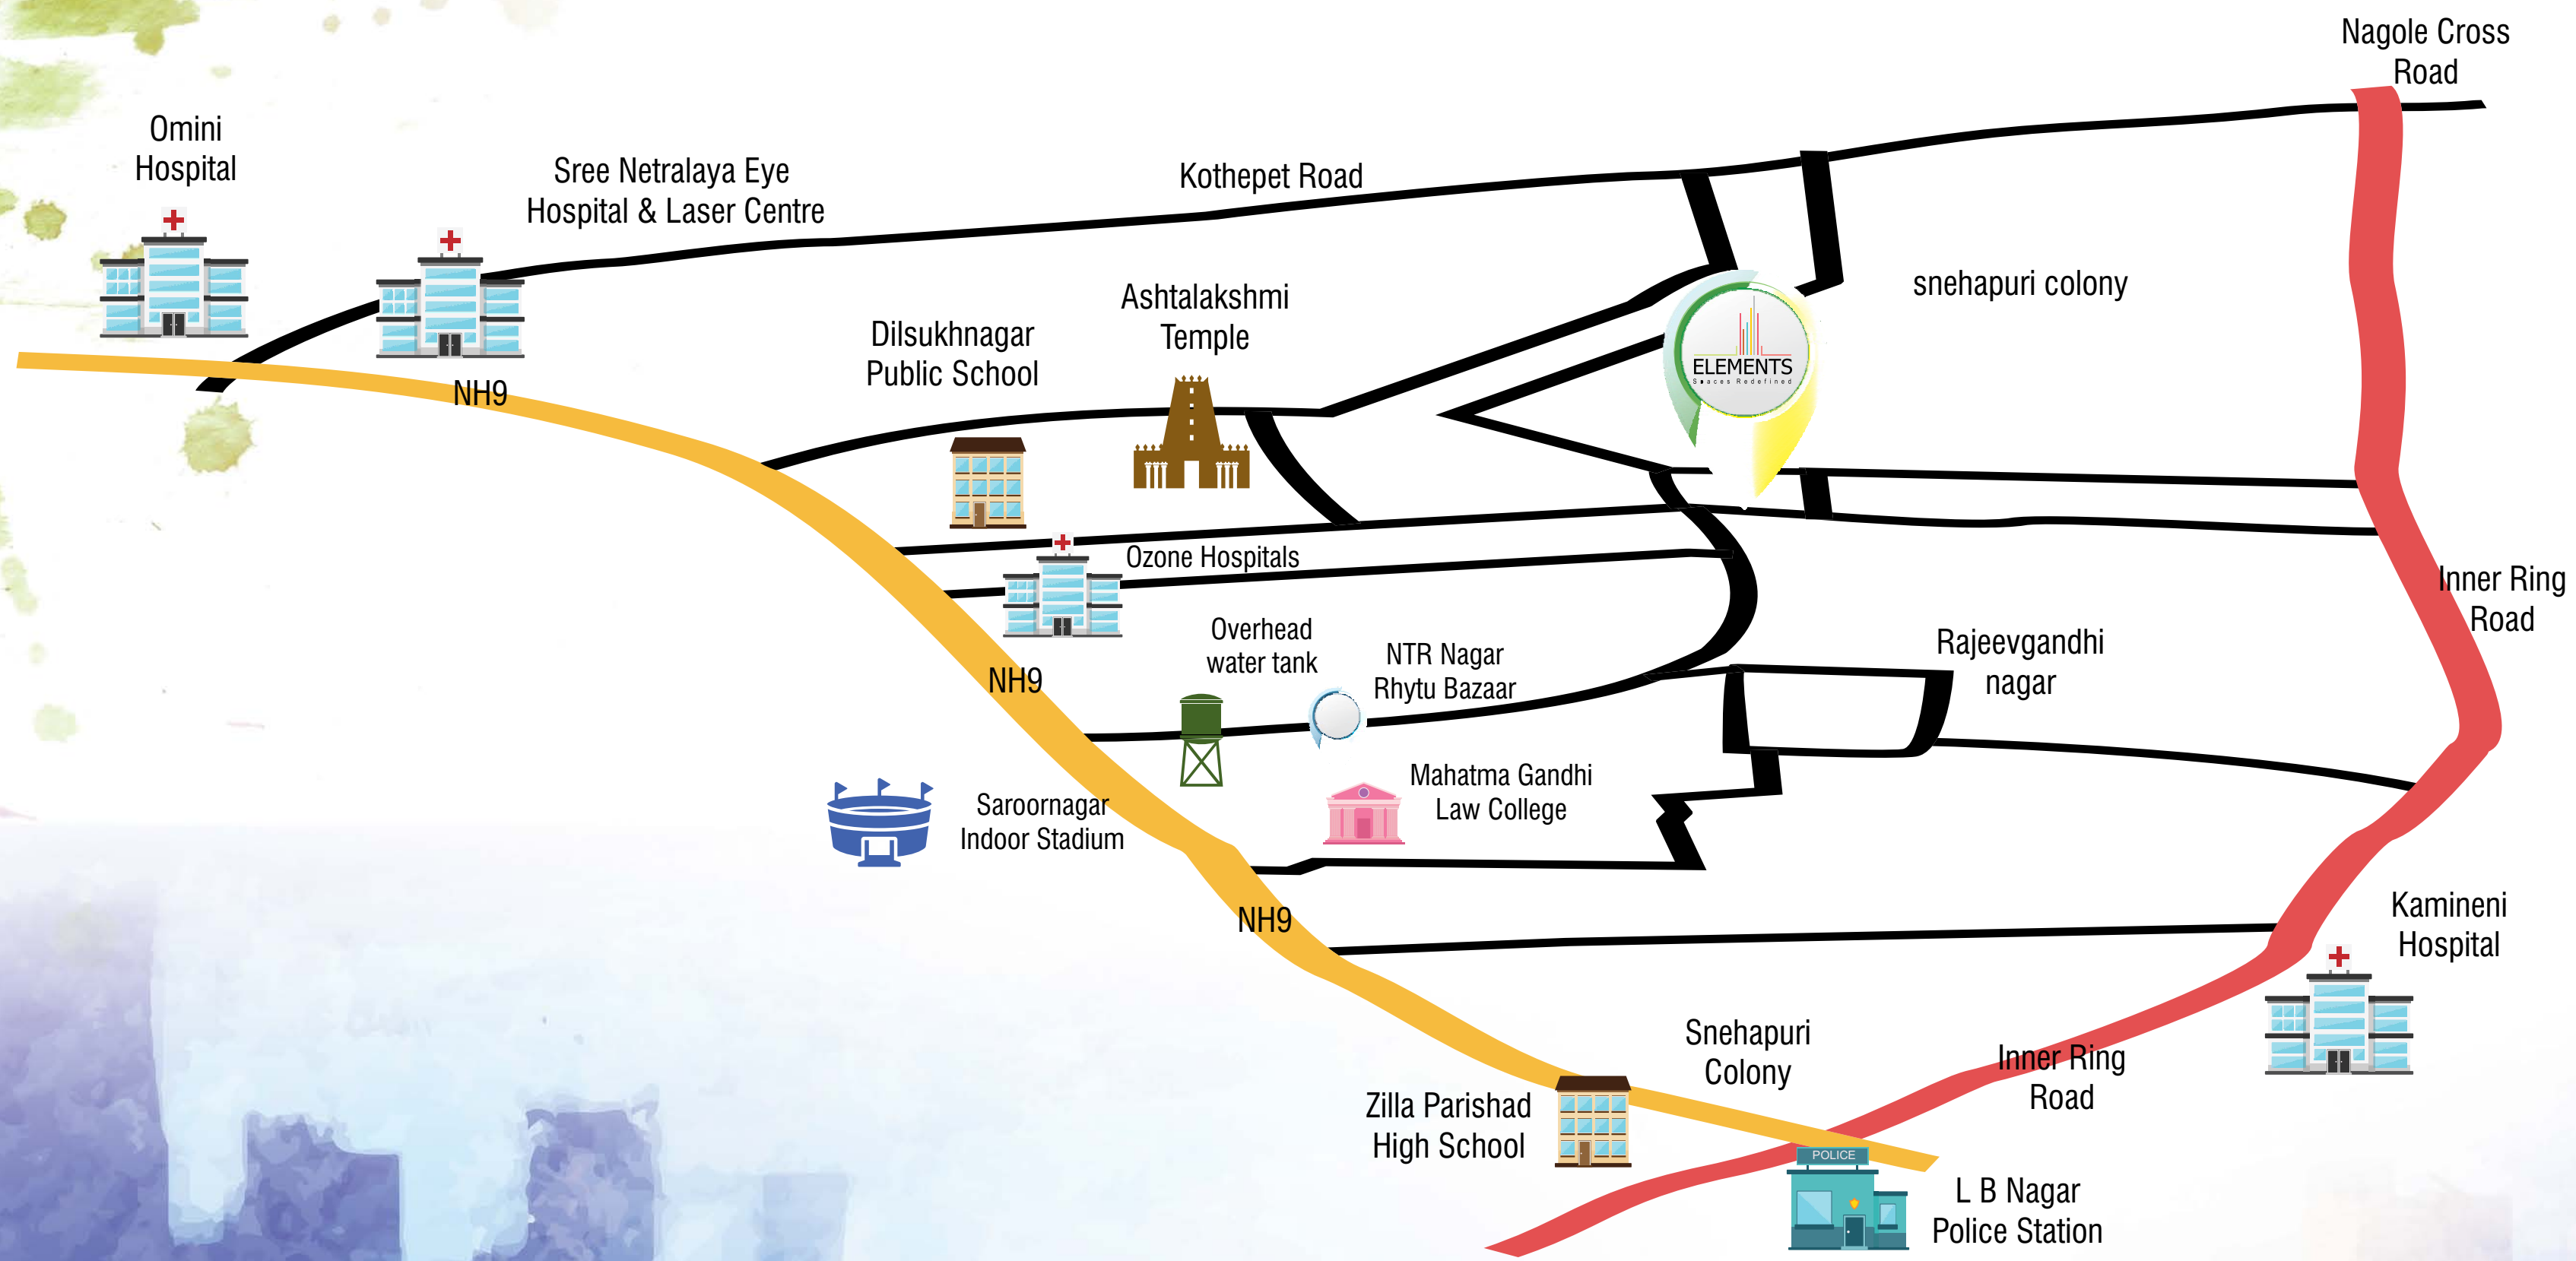 Nagole Cross
Road
Omini
Hospital
Sree Netralaya Eye
Hospital & Laser Centre
Kothepet Road
snehapuri colony
Ashtalakshmi
Temple
Dilsukhnagar
Public School
ELEMENTS
Spaces Redefined
NH9
Ozone Hospitals
Inner Ring
Road
Overhead
water tank
NTR Nagar
Rhytu Bazaar
Rajeevgandhi
nagar
NH9
Mahatma Gandhi
Law College
Saroornagar
Indoor Stadium
NH9
Kamineni
Hospital
Snehapuri
Colony
Inner Ring
Road
Zilla Parishad
High School
POLICE
L B Nagar
Police Station